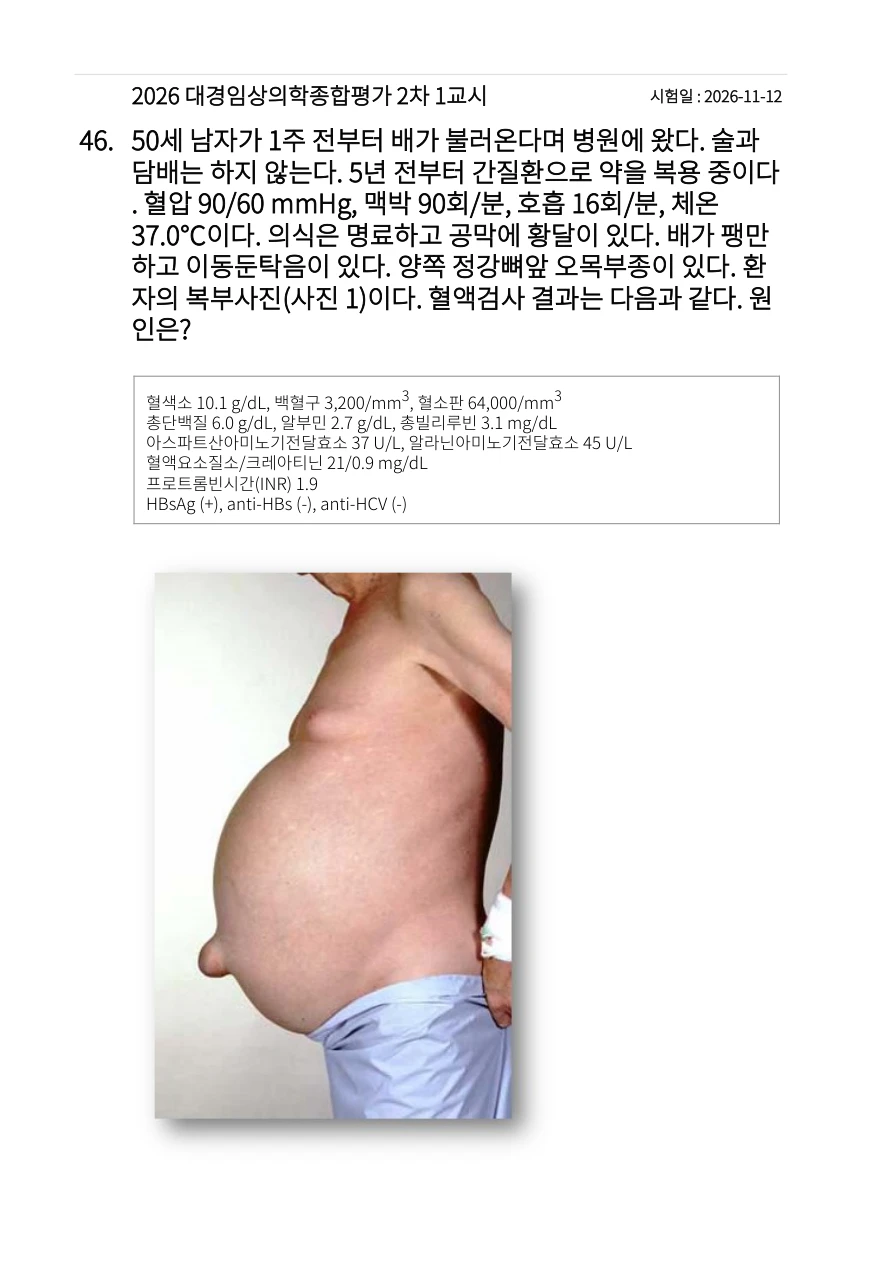 2026 대경임상의학종합평가 2차 1교시
시험일 : 2026-11-12
46. 50세 남자가 1주 전부터 배가 불러온다며 병원에 왔다. 술과
담배는 하지 않는다. 5년 전부터 간질환으로 약을 복용 중이다
. 혈압 90/60 mmHg, 맥박 90회/분, 호흡 16회/분, 체온
37.0°C이다. 의식은 명료하고 공막에 황달이 있다. 배가 팽만
하고 이동둔탁음이 있다. 양쪽 정강뼈앞 오목부종이 있다. 환
자의 복부사진(사진 1)이다. 혈액검사 결과는 다음과 같다. 원
인은?
혈색소 10.1 g/dL, 백혈구 3,200/mm³, 혈소판 64,000/mm³
총단백질 6.0 g/dL, 알부민 2.7 g/dL, 총빌리루빈 3.1 mg/dL
아스파트산아미노기전달효소 37 U/L, 알라닌아미노기전달효소 45 U/L
혈액요소질소/크레아티닌 21/0.9 mg/dL
프로트롬빈시간(INR) 1.9
HBsAg (+), anti-HBs (-), anti-HCV (-)